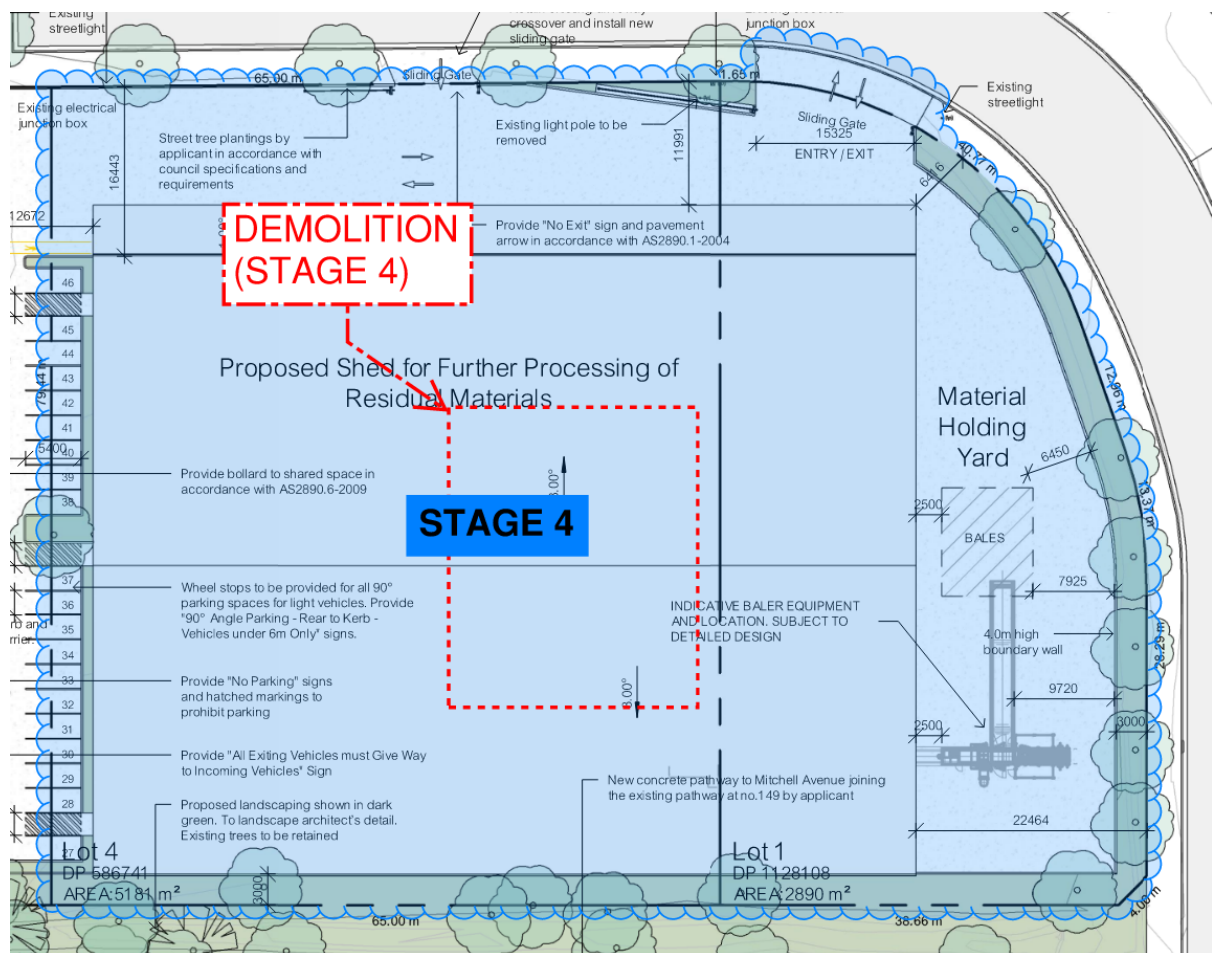 Existing
streetlight
crossover and install new
sliding gate
junction box
Existing
streetlight
65.00 m
Sliding Gate
1.65 m
Existing electrical
junction box
Street tree plantings by
applicant in accordance with
council specifications and
requirements
Existing light pole to be
removed
Sliding Gate
15325
ENTRY / EXIT
16443
11991
12672
DEMOLITION
(STAGE 4)
Provide "No Exit" sign and pavement
arrow in accordance with AS2890.1-2004
46
45
44
43
42
41
40
39
38
37
36
35
34
33
32
31
30
29
28
27
79.44 m
5400
Proposed Shed for Further Processing of
Residual Materials
Material
Holding
Yard
12.86 m
6450
Provide bollard to shared space in
accordance with AS2890.6-2009
STAGE 4
2500
BALES
13.37 m
7925
Wheel stops to be provided for all 90°
parking spaces for light vehicles. Provide
"90° Angle Parking - Rear to Kerb -
Vehicles under 6m Only" signs.
INDICATIVE BALER EQUIPMENT
AND LOCATION. SUBJECT TO
DETAILED DESIGN
4.0m high
boundary wall
28.29 m
Provide "No Parking" signs
and hatched markings to
prohibit parking
9720
2500
3000
Provide "All Exiting Vehicles must Give Way
to Incoming Vehicles" Sign
New concrete pathway to Mitchell Avenue joining
the existing pathway at no.149 by applicant
Proposed landscaping shown in dark
green. To landscape architect's detail.
Existing trees to be retained
22464
Lot 4
DP 586741
AREA:5181 m²
3000
Lot 1
DP 1128108
AREA:2890 m²
65.00 m
38.66 m
4.00 m